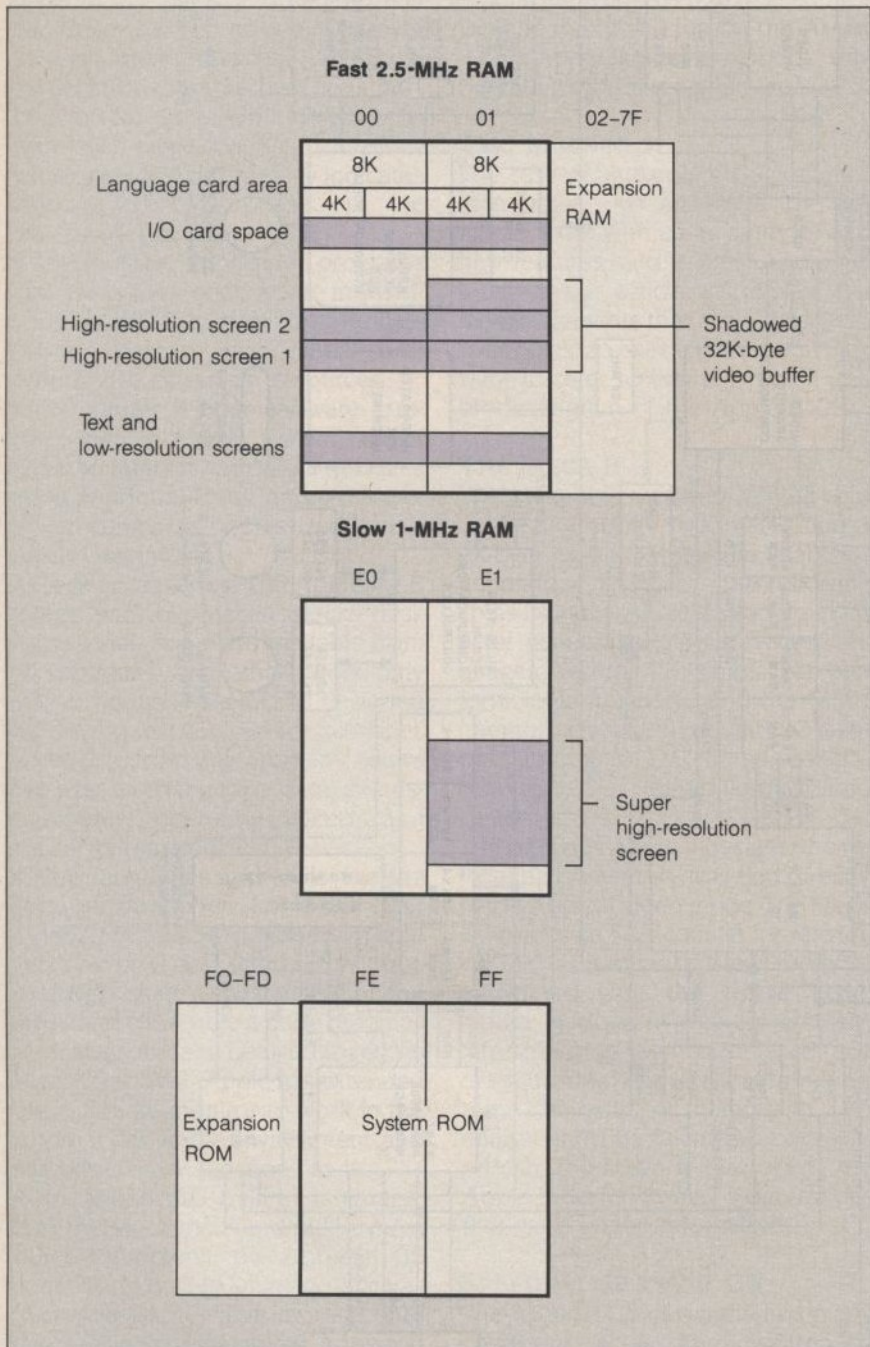 Fast 2.5-MHz RAM
00 01 02–7F
8K 8K
Language card area
4K 4K 4K 4K
Expansion
RAM
I/O card space
High-resolution screen 2
High-resolution screen 1
Shadowed
32K-byte
video buffer
Text and
low-resolution screens
Slow 1-MHz RAM
E0 E1
Super
high-resolution
screen
FO–FD FE FF
Expansion
ROM
System ROM